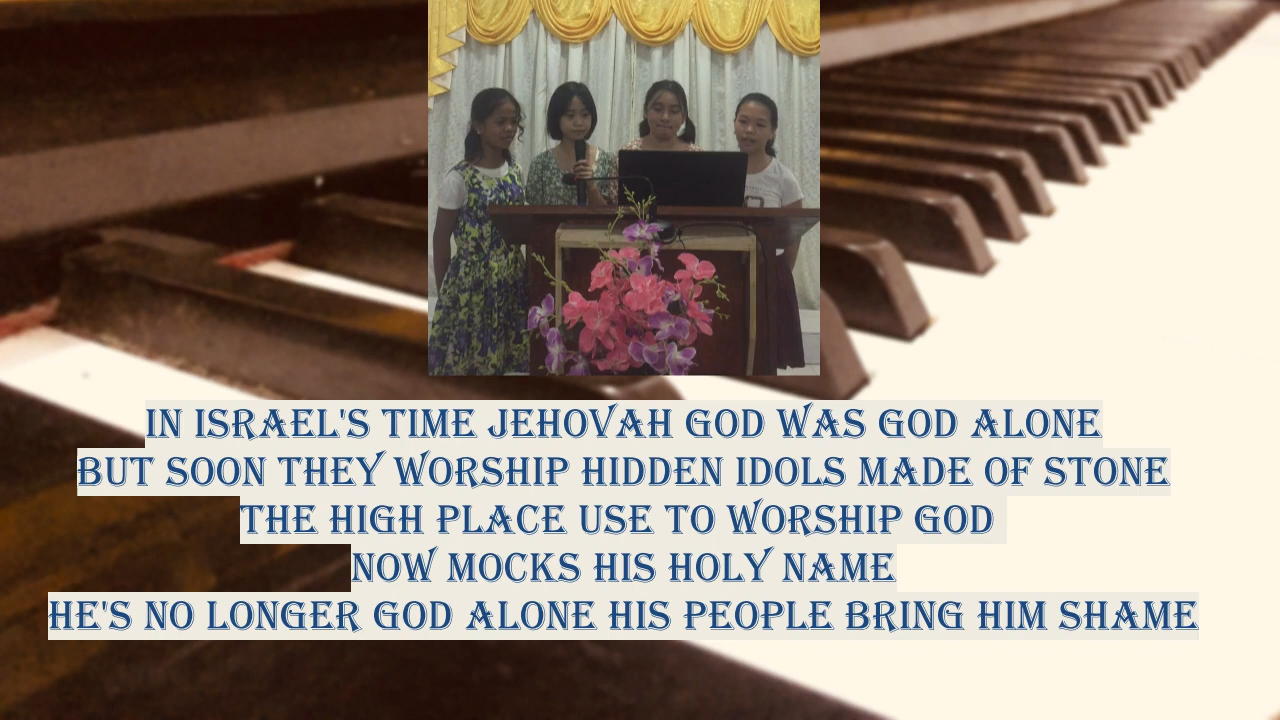 IN ISRAEL'S TIME JEHOVAH GOD WAS GOD ALONE
BUT SOON THEY WORSHIP HIDDEN IDOLS MADE OF STONE
THE HIGH PLACE USE TO WORSHIP GOD
NOW MOCKS HIS HOLY NAME
HE'S NO LONGER GOD ALONE HIS PEOPLE BRING HIM SHAME